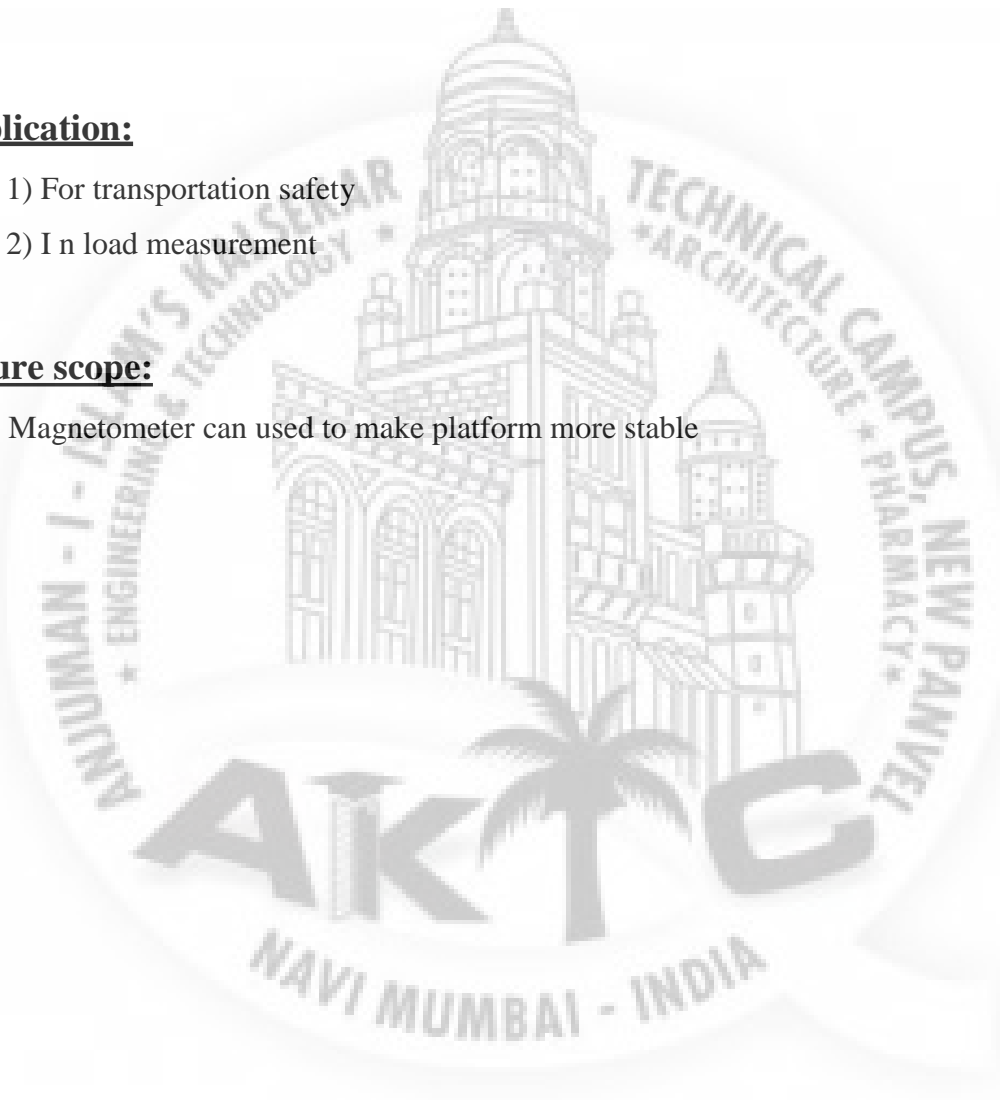 plication:
1) For transportation safety
2) I n load measurement
ure scope:
Magnetometer can used to make platform more stable
ANJUMAN - I - ISLAM'S KALSEKAR TECHNICAL CAMPUS, NEW PANVEL
* ENGINEERING & TECHNOLOGY * *ARCHITECTURE * PHARMACY*
AKTC
NAVI MUMBAI - INDIA